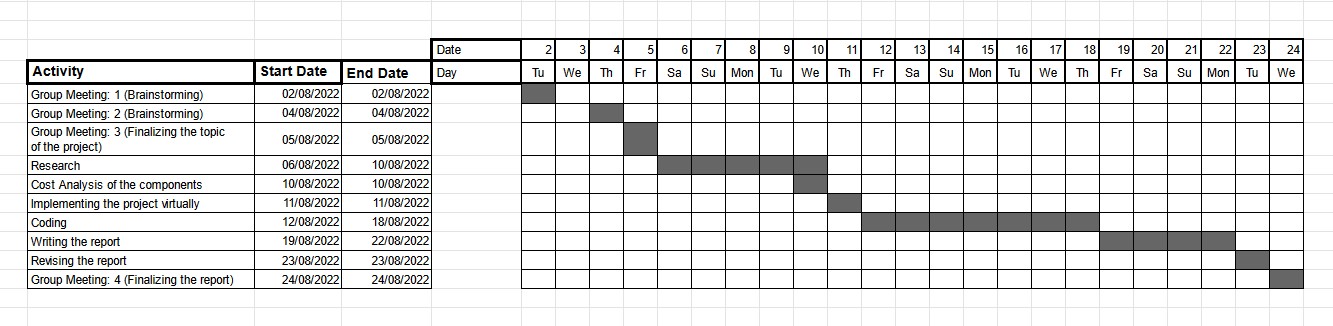 Date 2 3 4 5 6 7 8 9 10 11 12 13 14 15 16 17 18 19 20 21 22 23 24
Activity Start Date End Date Day Tu We Th Fr Sa Su Mon Tu We Th Fr Sa Su Mon Tu We Th Fr Sa Su Mon Tu We
Group Meeting: 1 (Brainstorming) 02/08/2022 02/08/2022
Group Meeting: 2 (Brainstorming) 04/08/2022 04/08/2022
Group Meeting: 3 (Finalizing the topic
of the project) 05/08/2022 05/08/2022
Research 06/08/2022 10/08/2022
Cost Analysis of the components 10/08/2022 10/08/2022
Implementing the project virtually 11/08/2022 11/08/2022
Coding 12/08/2022 18/08/2022
Writing the report 19/08/2022 22/08/2022
Revising the report 23/08/2022 23/08/2022
Group Meeting: 4 (Finalizing the report) 24/08/2022 24/08/2022